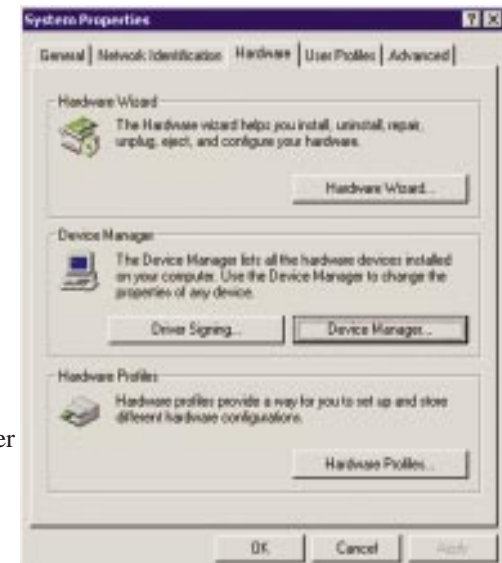 System Properties
General Network Identification Hardware User Profiles Advanced
Hardware Wizard
The Hardware wizard helps you install, uninstall, repair,
unplug, eject, and configure your hardware.
Hardware Wizard...
Device Manager
The Device Manager lists all the hardware devices installed
on your computer. Use the Device Manager to change the
properties of any device.
Driver Signing... Device Manager...
Hardware Profiles
Hardware profiles provide a way for you to set up and store
different hardware configurations.
er
Hardware Profiles...
OK Cancel Apply